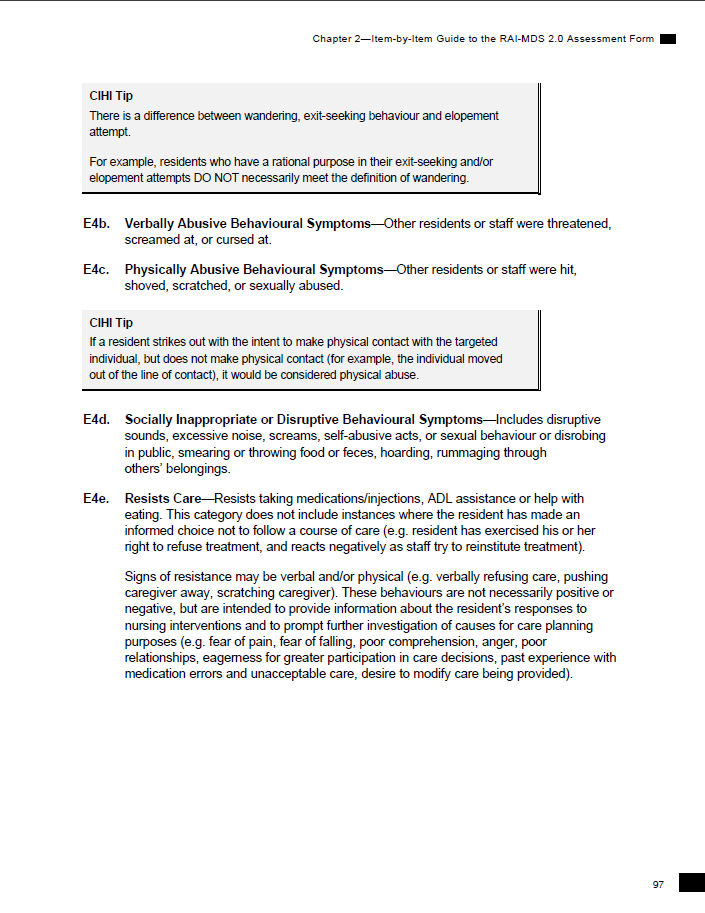 Chapter 2—Item-by-Item Guide to the RAI-MDS 2.0 Assessment Form
CIHI Tip
There is a difference between wandering, exit-seeking behaviour and elopement
attempt.
For example, residents who have a rational purpose in their exit-seeking and/or
elopement attempts DO NOT necessarily meet the definition of wandering.
E4b. Verbally Abusive Behavioural Symptoms—Other residents or staff were threatened,
screamed at, or cursed at.
E4c. Physically Abusive Behavioural Symptoms—Other residents or staff were hit,
shoved, scratched, or sexually abused.
CIHI Tip
If a resident strikes out with the intent to make physical contact with the targeted
individual, but does not make physical contact (for example, the individual moved
out of the line of contact), it would be considered physical abuse.
E4d. Socially Inappropriate or Disruptive Behavioural Symptoms—Includes disruptive
sounds, excessive noise, screams, self-abusive acts, or sexual behaviour or disrobing
in public, smearing or throwing food or feces, hoarding, rummaging through
others' belongings.
E4e. Resists Care—Resists taking medications/injections, ADL assistance or help with
eating. This category does not include instances where the resident has made an
informed choice not to follow a course of care (e.g. resident has exercised his or her
right to refuse treatment, and reacts negatively as staff try to reinstitute treatment).
Signs of resistance may be verbal and/or physical (e.g. verbally refusing care, pushing
caregiver away, scratching caregiver). These behaviours are not necessarily positive or
negative, but are intended to provide information about the resident's responses to
nursing interventions and to prompt further investigation of causes for care planning
purposes (e.g. fear of pain, fear of falling, poor comprehension, anger, poor
relationships, eagerness for greater participation in care decisions, past experience with
medication errors and unacceptable care, desire to modify care being provided).
97